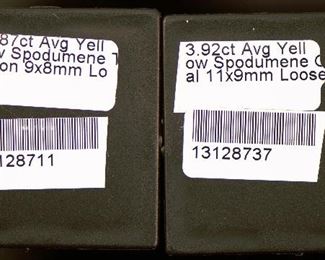 87ct Avg Yell
w Spodumene T
on 9x8mm Lo
128711
3.92ct Avg Yell
ow Spodumene O
al 11x9mm Loose
13128737